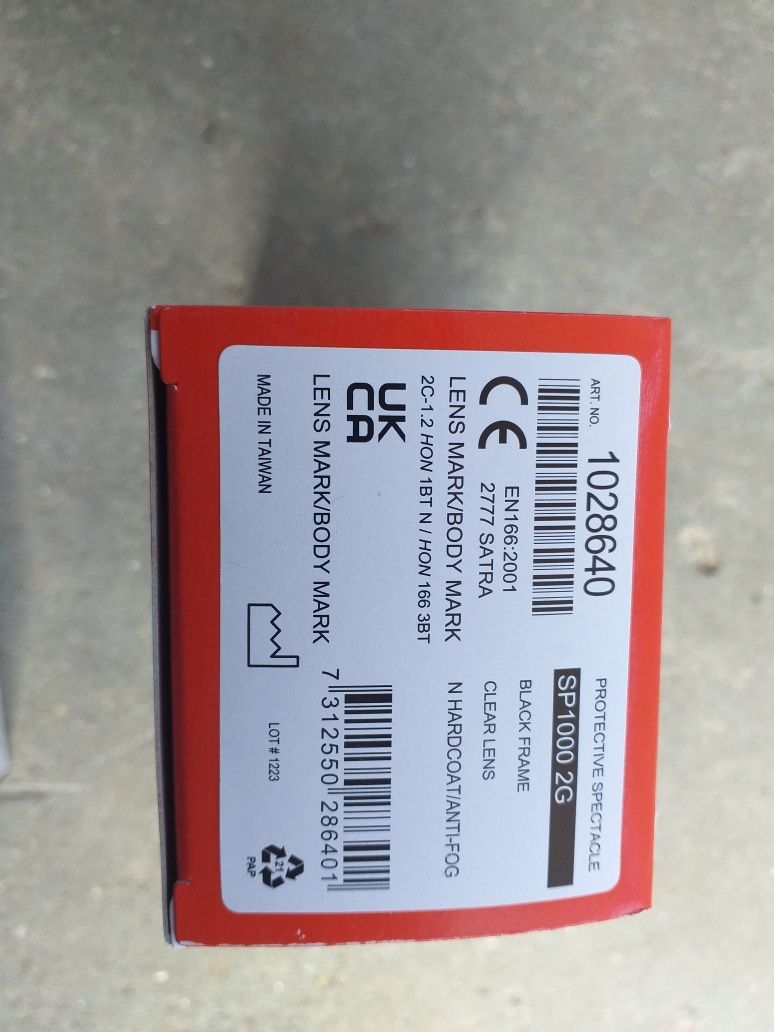 ART. NO. 1028640
PROTECTIVE SPECTACLE
SP1000 2G
CE
EN166:2001
2777 SATRA
BLACK FRAME
CLEAR LENS
LENS MARK/BODY MARK
2C-1.2 HON 1BT N / HON 166 3BT
N HARDCOAT/ANTI-FOG
UK
CA
LENS MARK/BODY MARK
7 312550 286401
MADE IN TAIWAN
LOT # 1223
21
PAP